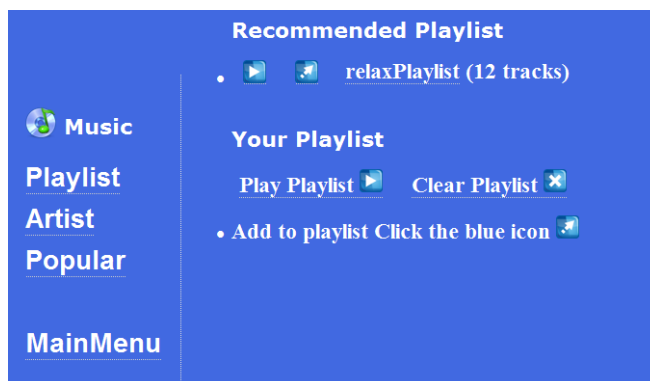 Recommended Playlist
relaxPlaylist (12 tracks)
Music
Your Playlist
Playlist
Play Playlist Clear Playlist
Artist
Add to playlist Click the blue icon
Popular
MainMenu